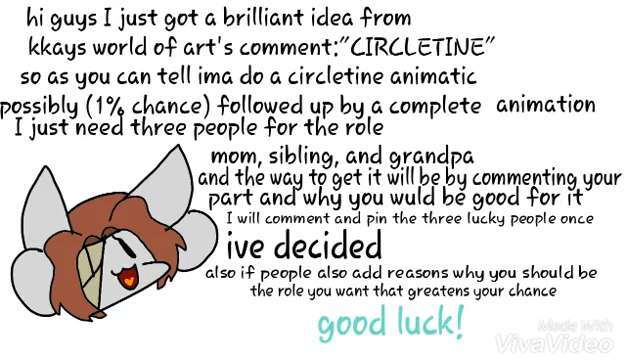 hi guys I just got a brilliant idea from
kkays world of art's comment:"CIRCLETINE"
so as you can tell ima do a circletine animatic
possibly (1% chance) followed up by a complete animation
I just need three people for the role
mom, sibling, and grandpa
and the way to get it will be by commenting your
part and why you wuld be good for it
I will comment and pin the three lucky people once
ive decided
also if people also add reasons why you should be
the role you want that greatens your chance
good luck!
Made With
VivaVideo